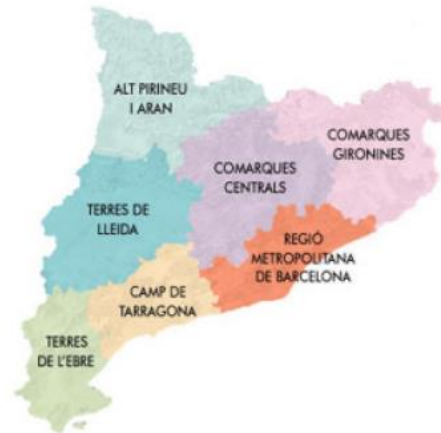 ALT PIRINEU
I ARAN
COMARQUES
GIRONINES
COMARQUES
CENTRALS
TERRES DE
LLEIDA
REGIÓ
METROPOLITANA
DE BARCELONA
CAMP DE
TARRAGONA
TERRES
DE L'EBRE